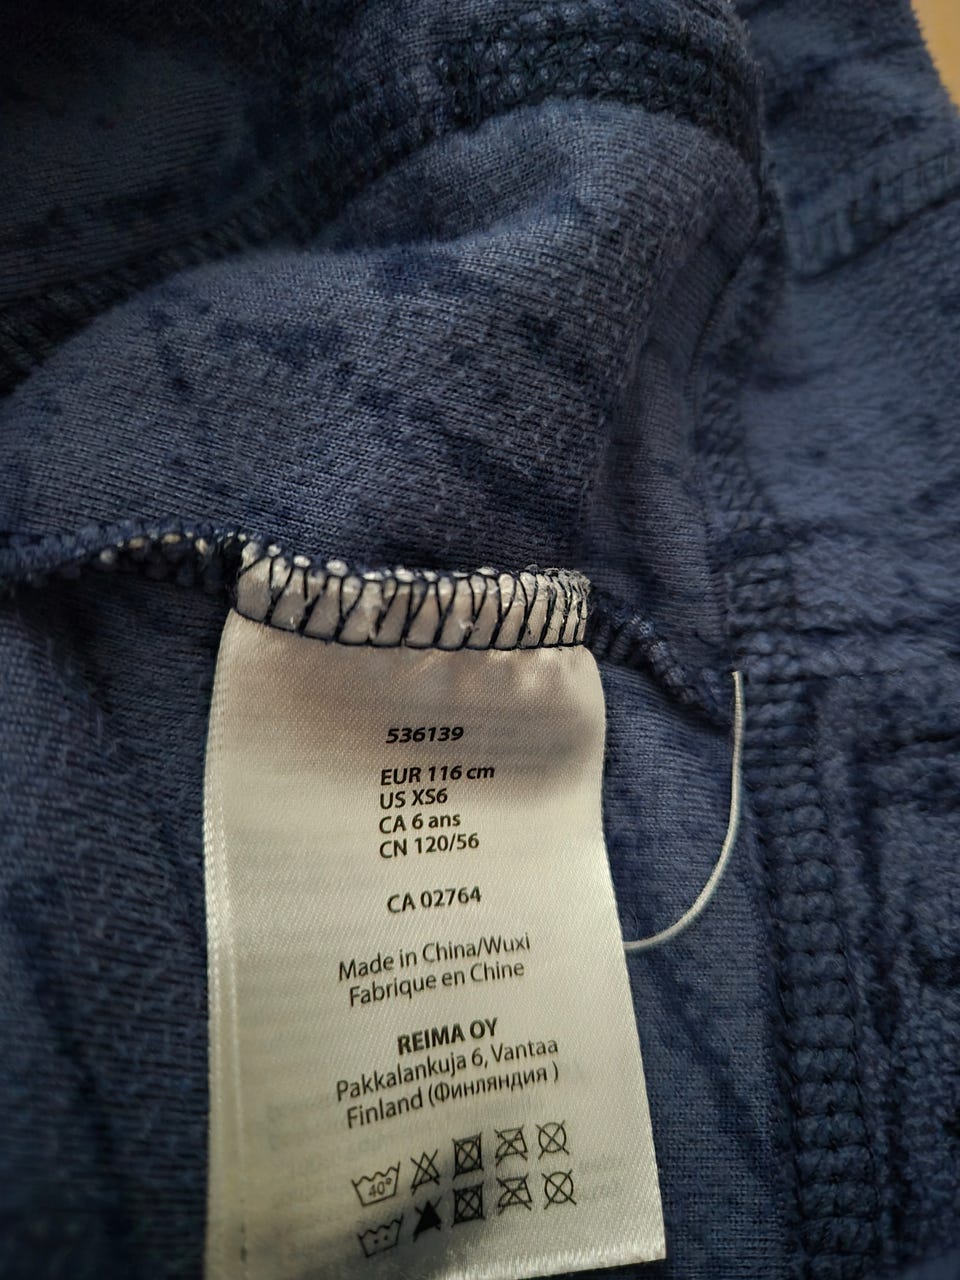 536139
EUR 116 cm
US XS6
CA 6 ans
CN 120/56
CA 02764
Made in China/Wuxi
Fabrique en Chine
REIMA OY
Pakkalankuja 6, Vantaa
Finland (Финляндия )
40°